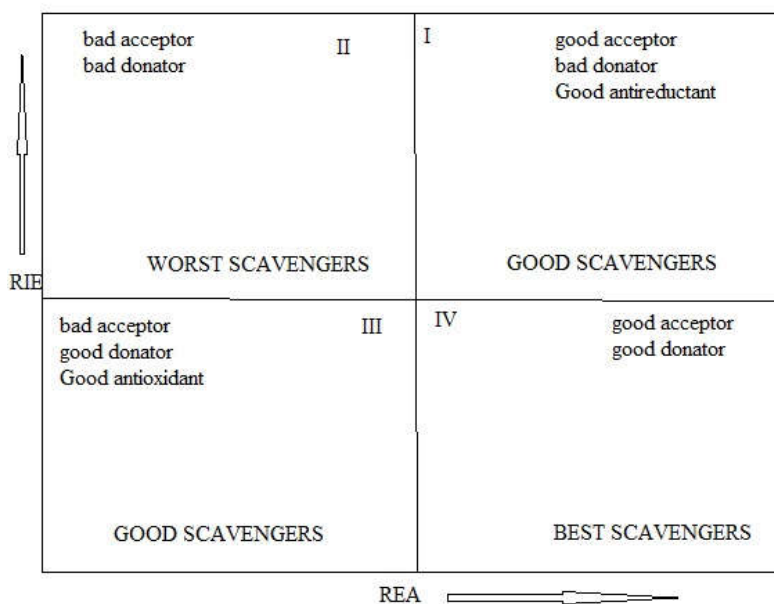 bad acceptor
bad donator
II
WORST SCAVENGERS
I
good acceptor
bad donator
Good antireductant
GOOD SCAVENGERS
RIE
bad acceptor
good donator
Good antioxidant
III
GOOD SCAVENGERS
IV
good acceptor
good donator
BEST SCAVENGERS
REA